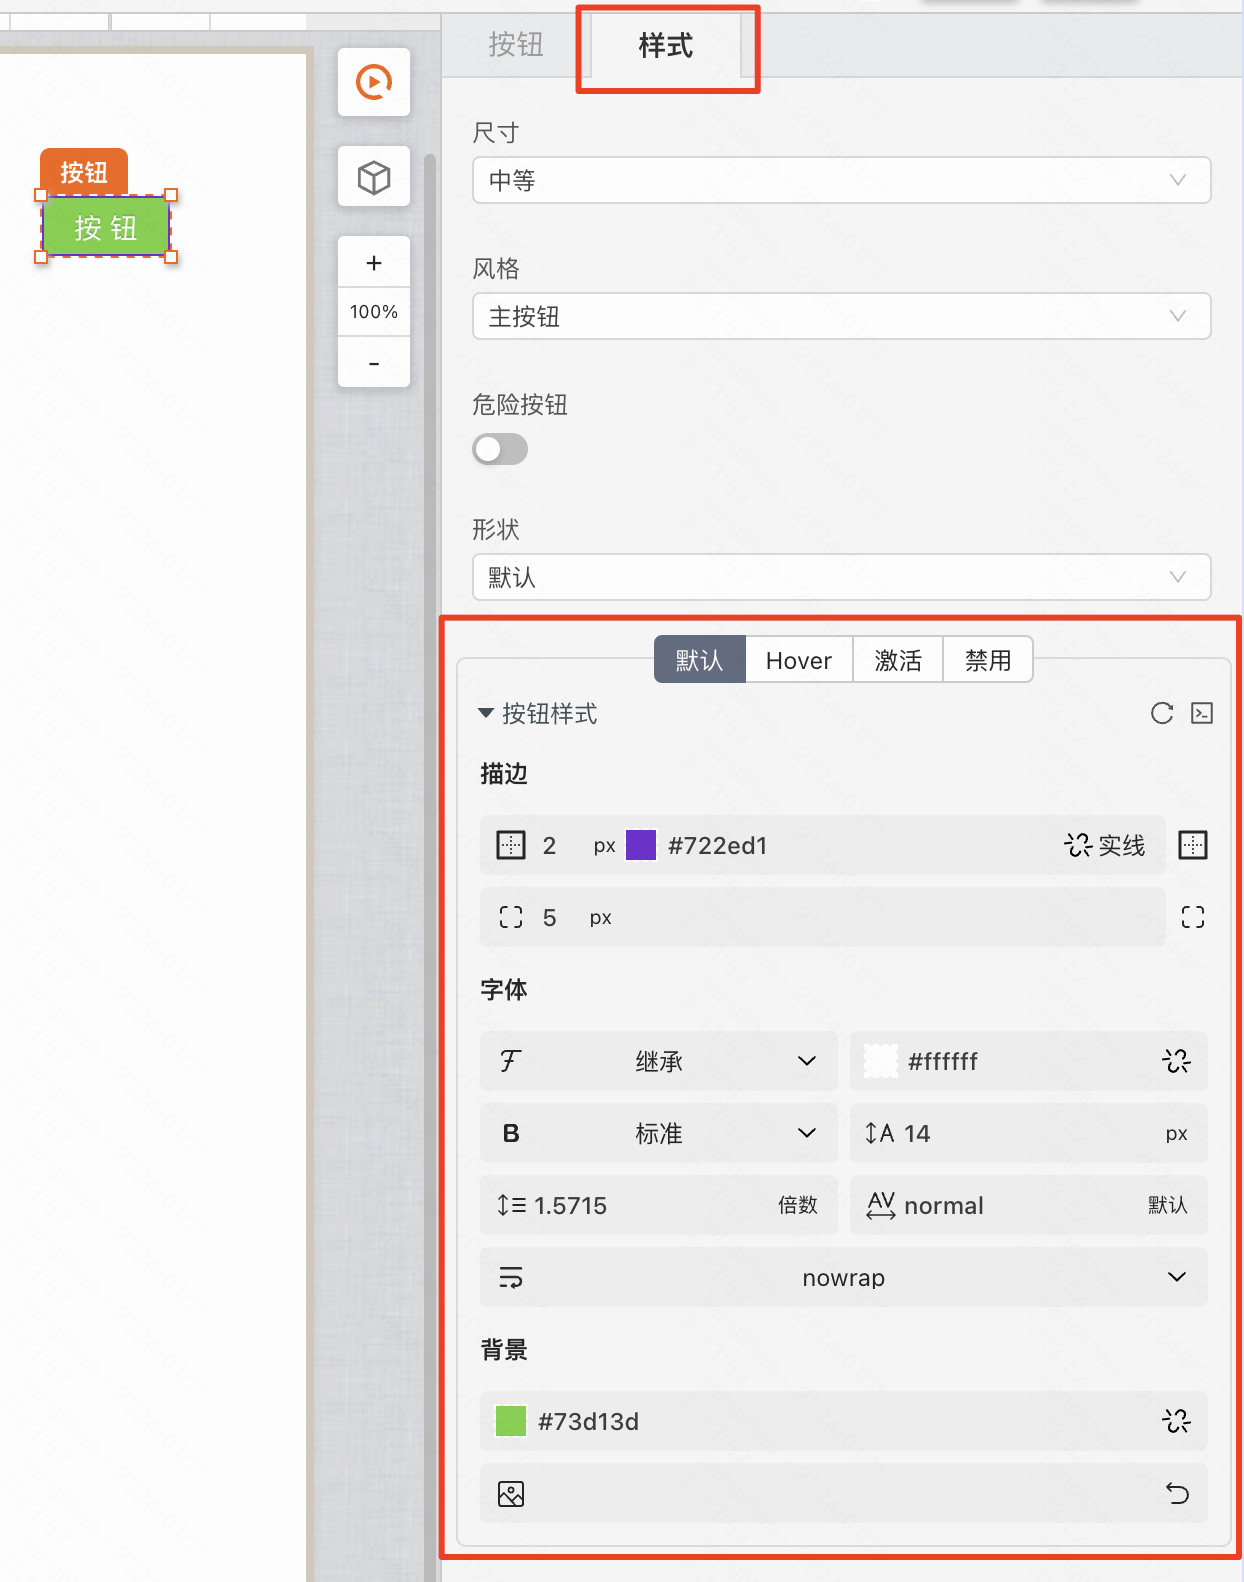 按钮
样式
按钮
按 钮
+
100%
-
尺寸
中等
风格
主按钮
危险按钮
形状
默认
默认
Hover
激活
禁用
按钮样式
描边
2 px #722ed1 实线
5 px
字体
继承
#ffffff
B 标准
A 14 px
1.5715 倍数
AV normal 默认
nowrap
背景
#73d13d